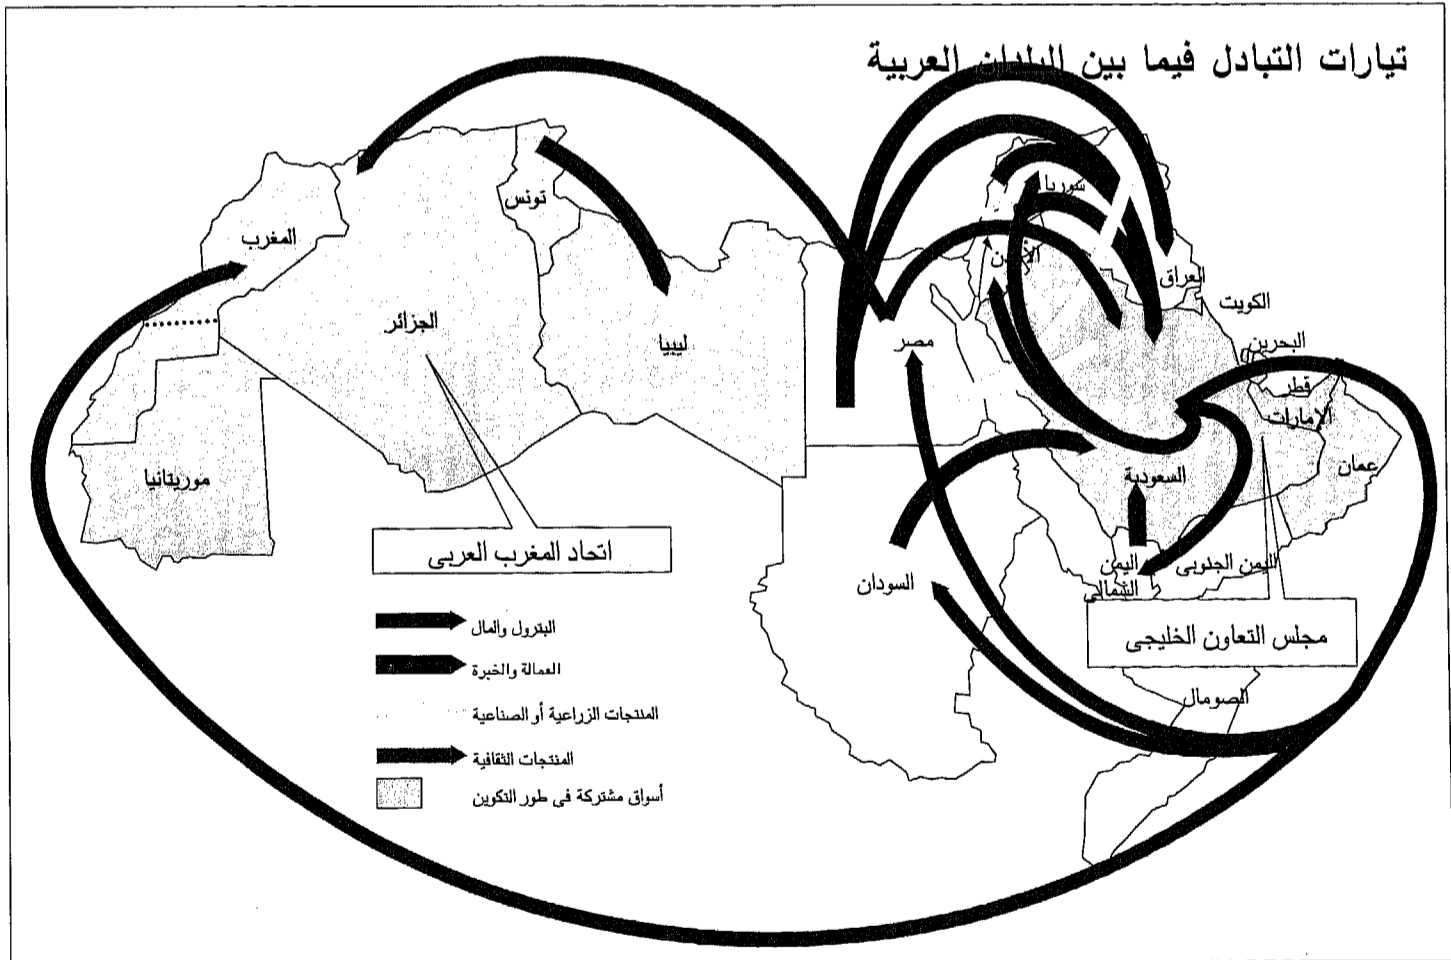 تيارات التبادل فيما بين البلدان العربية
سوريا
تونس
المغرب
الأردن
العراق
الكويت
الجزائر
ليبيا
مصر
البحرين
قطر
الإمارات
عمان
السعودية
موريتانيا
اتحاد المغرب العربى
اليمن
الشمالى
اليمن الجنوبى
السودان
مجلس التعاون الخليجى
الصومال
البترول والمال
العمالة والخبرة
المنتجات الزراعية أو الصناعية
المنتجات الثقافية
أسواق مشتركة فى طور التكوين